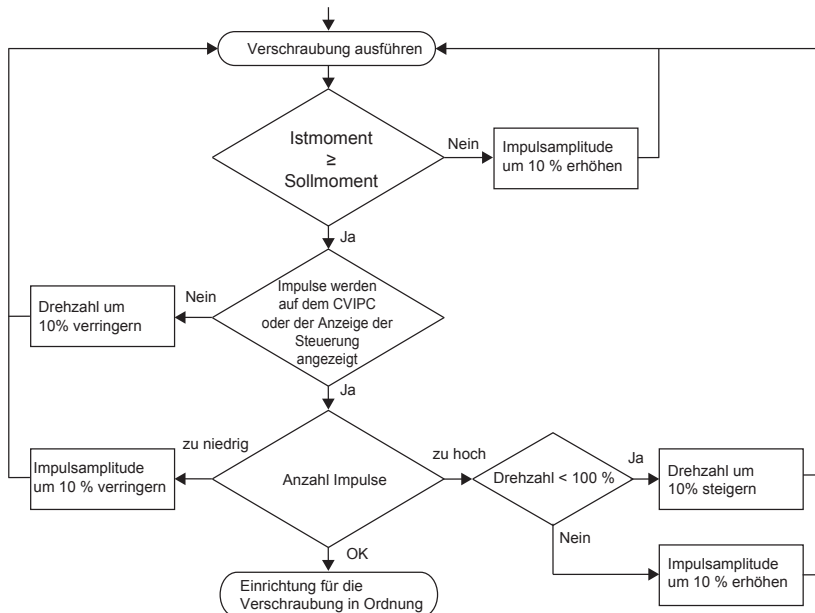 Verschraubung ausführen
Istmoment
≥
Sollmoment
Nein
Impulsamplitude
um 10 % erhöhen
Ja
Impulse werden
auf dem CVIPC
oder der Anzeige der
Steuerung
angezeigt
Nein
Drehzahl um
10% verringern
Ja
Anzahl Impulse
zu niedrig
Impulsamplitude
um 10 % verringern
zu hoch
Drehzahl < 100 %
Ja
Drehzahl um
10% steigern
Nein
Impulsamplitude
um 10 % erhöhen
OK
Einrichtung für die
Verschraubung in Ordnung